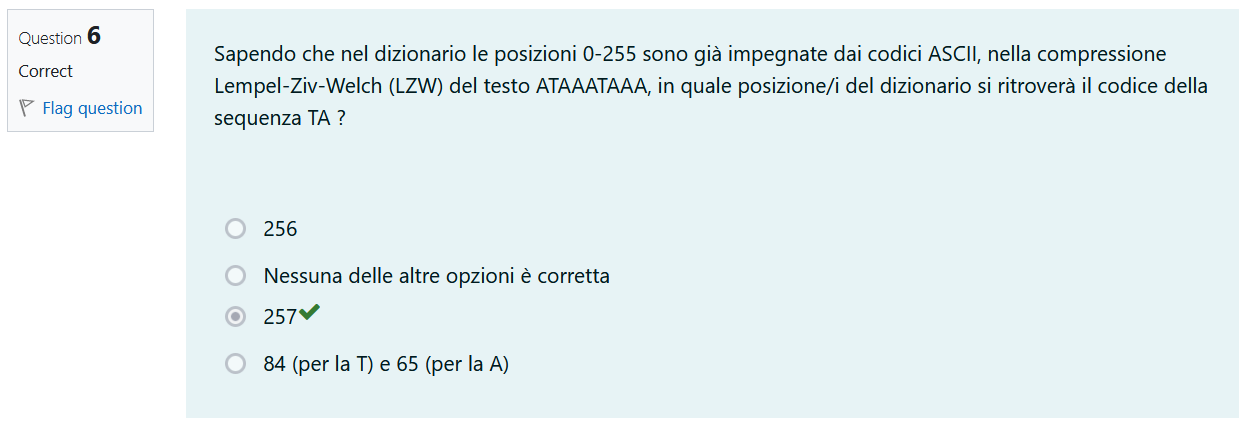 Question 6
Correct
Flag question
Sapendo che nel dizionario le posizioni 0-255 sono già impegnate dai codici ASCII, nella compressione
Lempel-Ziv-Welch (LZW) del testo ATAAATAAA, in quale posizione/i del dizionario si ritroverà il codice della
sequenza TA ?
256
Nessuna delle altre opzioni è corretta
257
84 (per la T) e 65 (per la A)